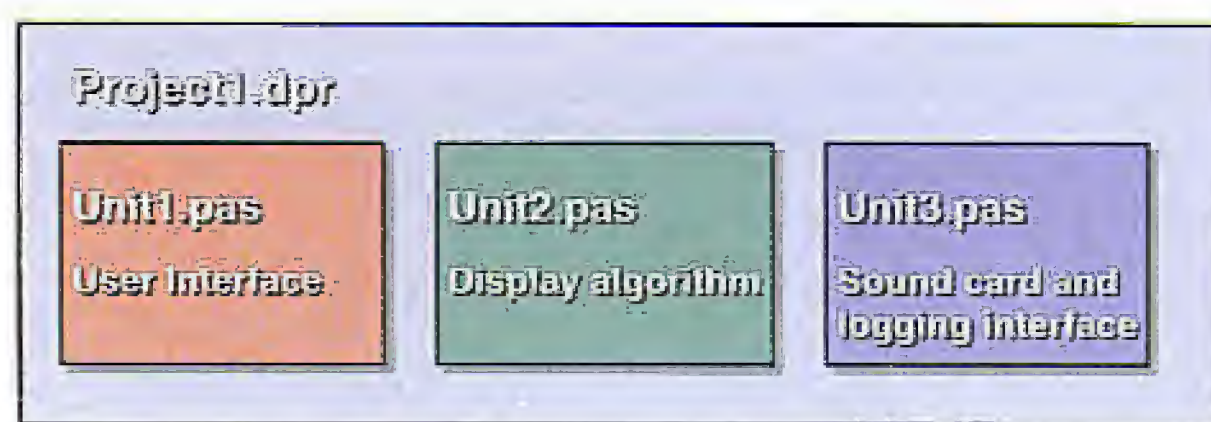 Project1.dpr
Unit1.pas
User Interface
Unit2.pas
Display algorithm
Unit3.pas
Sound card and
logging interface